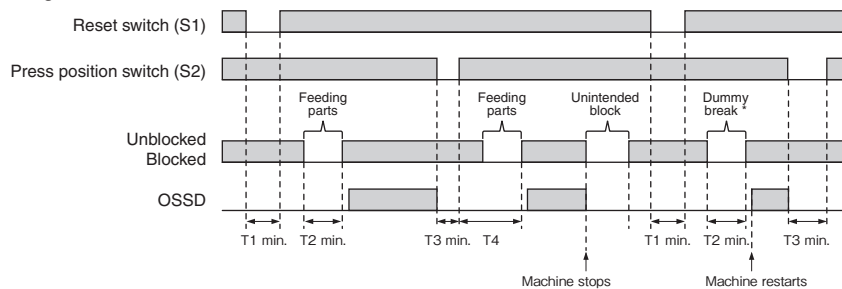 Reset switch (S1)
Press position switch (S2)
Feeding parts
Feeding parts
Unintended block
Dummy break *
Unblocked
Blocked
OSSD
T1 min.
T2 min.
T3 min.
T4
T1 min.
T2 min.
T3 min.
Machine stops
Machine restarts